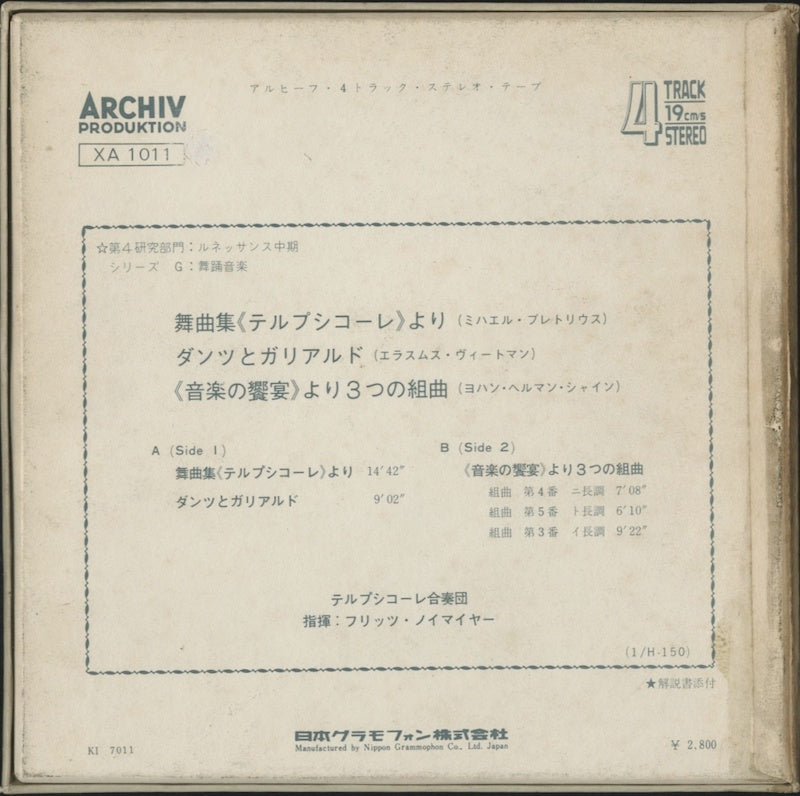 アルヒーフ・4トラック・ステレオ・テープ
ARCHIV
PRODUKTION
XA 1011
4 TRACK
19cm/s
STEREO
☆第4研究部門：ルネッサンス中期
シリーズ G：舞踊音楽
舞曲集《テルプシコーレ》より（ミハエル・プレトリウス）
ダンツとガリアルド（エラスムス・ヴィートマン）
《音楽の饗宴》より3つの組曲（ヨハン・ヘルマン・シャイン）
A (Side 1)
舞曲集《テルプシコーレ》より 14′42″
ダンツとガリアルド 9′02″
B (Side 2)
《音楽の饗宴》より3つの組曲
組曲 第4番 ニ長調 7′08″
組曲 第5番 ト長調 6′10″
組曲 第3番 イ長調 9′22″
テルプシコーレ合奏団
指揮：フリッツ・ノイマイヤー
(1/H-150)
★解説書添付
KI 7011
日本グラモフォン株式会社
Manufactured by Nippon Grammophon Co., Ltd. Japan
¥ 2,800